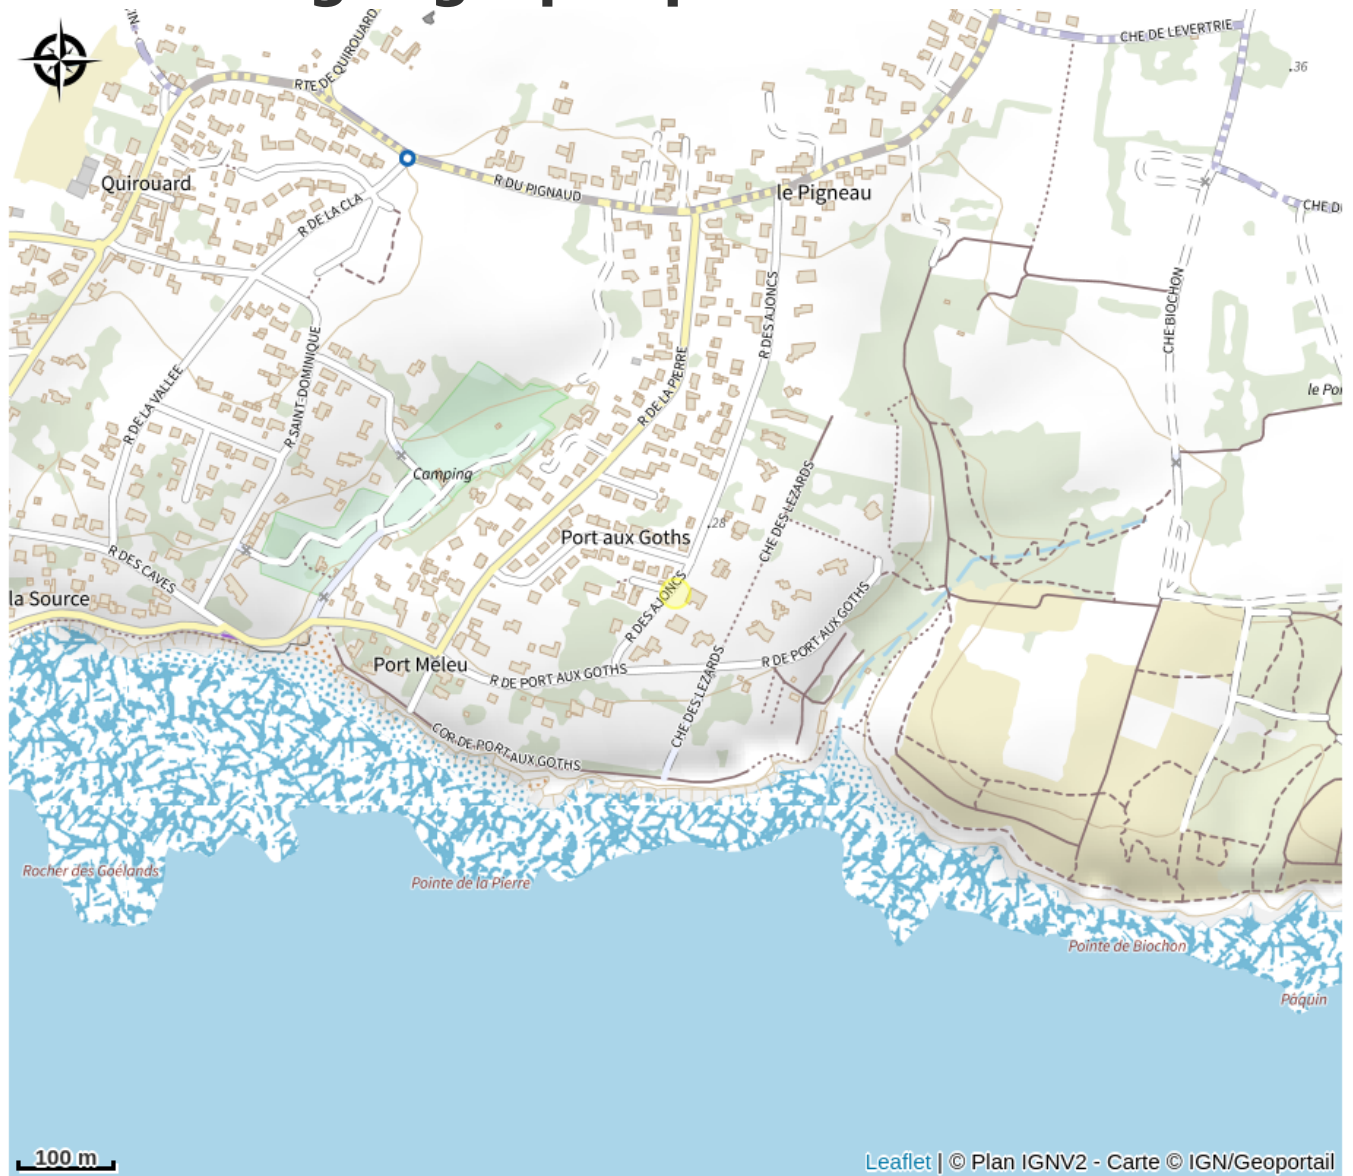 RTE DE QUIROUARD
CHE DE LEVERTRIE
36
Quirouard
R DU PIGNAUD
le Pigneau
R DE LA CLA
CHE D
R DES AJONCS
CHE BIOCHON
R SAINT-DOMINIQUE
R DE LA PIERRE
R DE LA VALLEE
le Por
Camping
CHE DES LEZARDS
28
Port aux Goths
R DES CAVES
la Source
R DES AJONCS
R DE PORT AUX GOTHS
Port Méleu
R DE PORT AUX GOTHS
CHE DES LEZARDS
COR DE PORT AUX GOTHS
Rocher des Goélands
Pointe de la Pierre
Pointe de Biochon
Paquin
100 m
Leaflet | © Plan IGNV2 - Carte © IGN/Geoportail